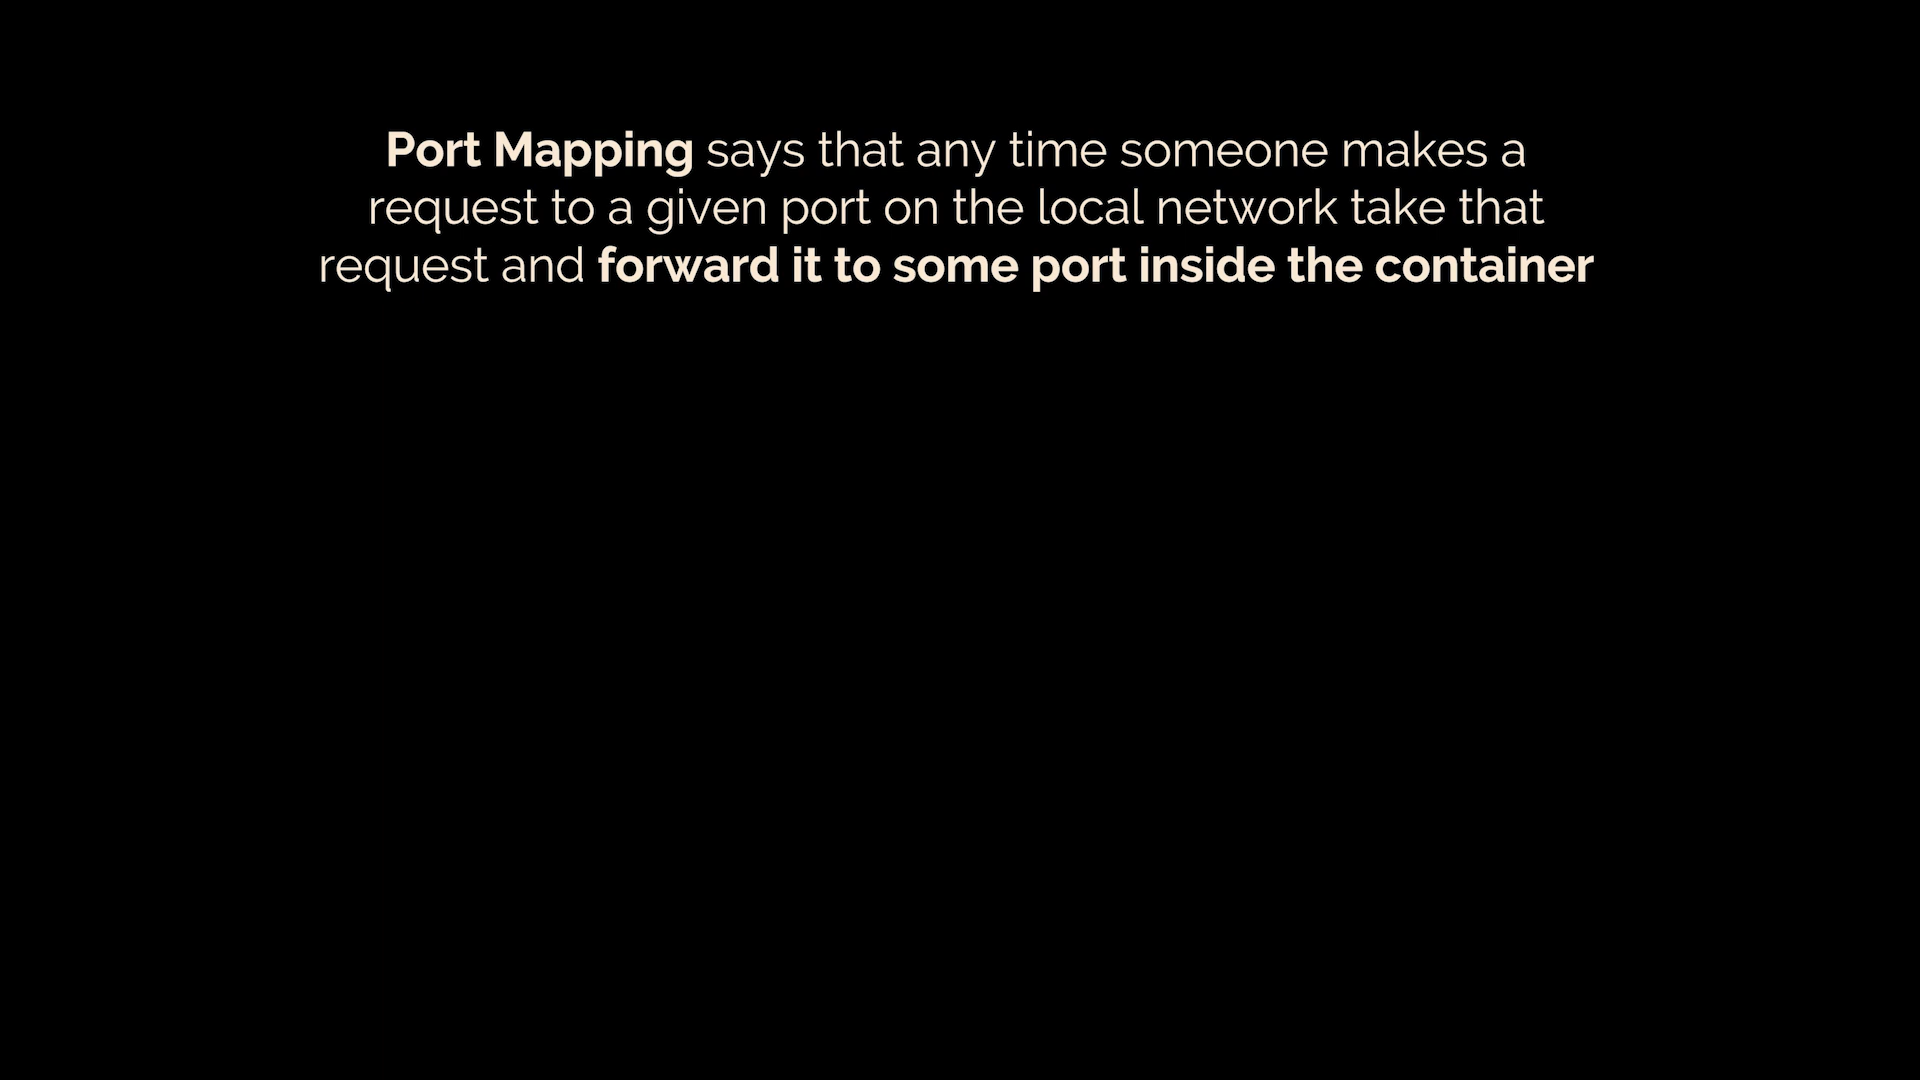 Port Mapping says that any time someone makes a
request to a given port on the local network take that
request and forward it to some port inside the container